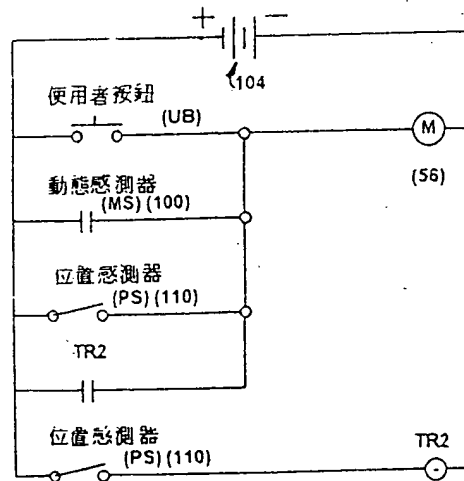 + −
104
使用者按鈕
(UB)
M
(56)
動態感測器
(MS) (100)
位置感測器
(PS) (110)
TR2
位置感測器
(PS) (110)
TR2